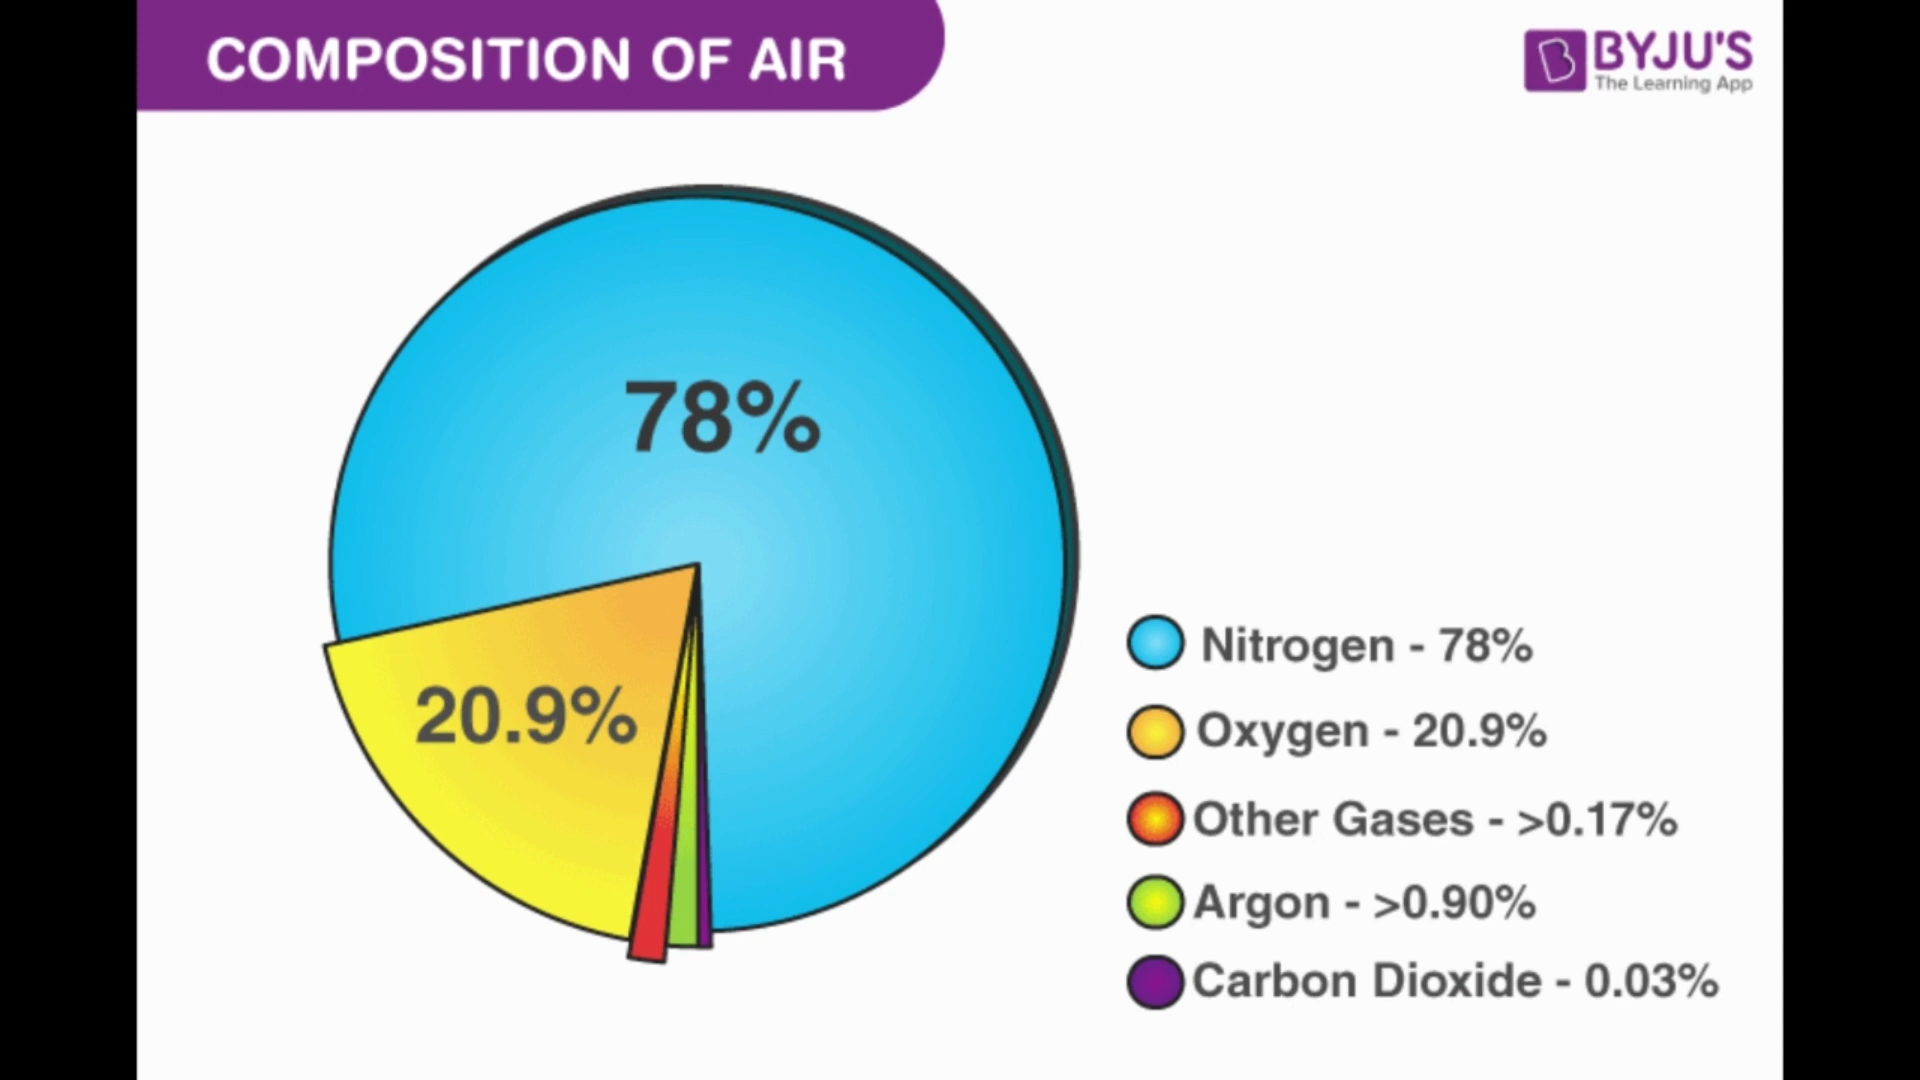 COMPOSITION OF AIR
BYJU'S
The Learning App
78%
20.9%
Nitrogen - 78%
Oxygen - 20.9%
Other Gases - >0.17%
Argon - >0.90%
Carbon Dioxide - 0.03%